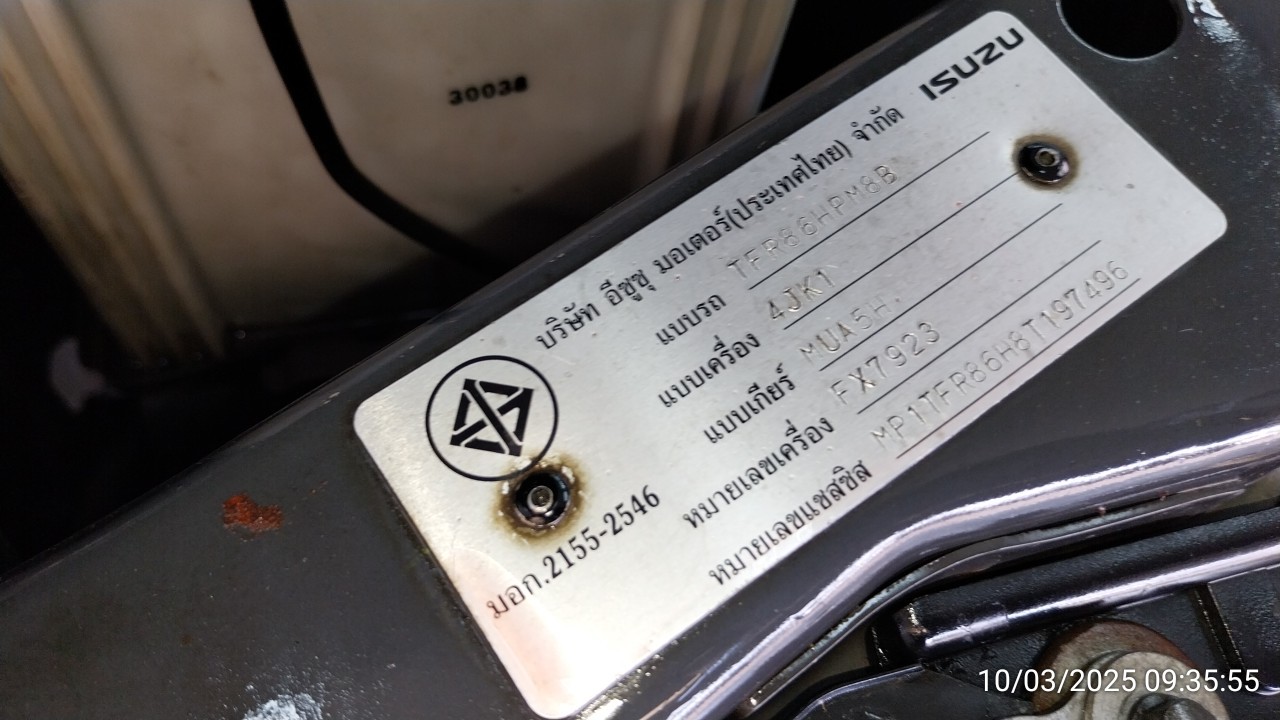 30038
ISUZU
บริษัท อีซูซุ มอเตอร์(ประเทศไทย) จำกัด
แบบรถ TFR86HPM8B
แบบเครื่อง 4JK1
แบบเกียร์ MUA5H.
หมายเลขเครื่อง FX7923
หมายเลขแชสซิส MP1TFR86H8T197496
มอก.2155-2546
10/03/2025 09:35:55